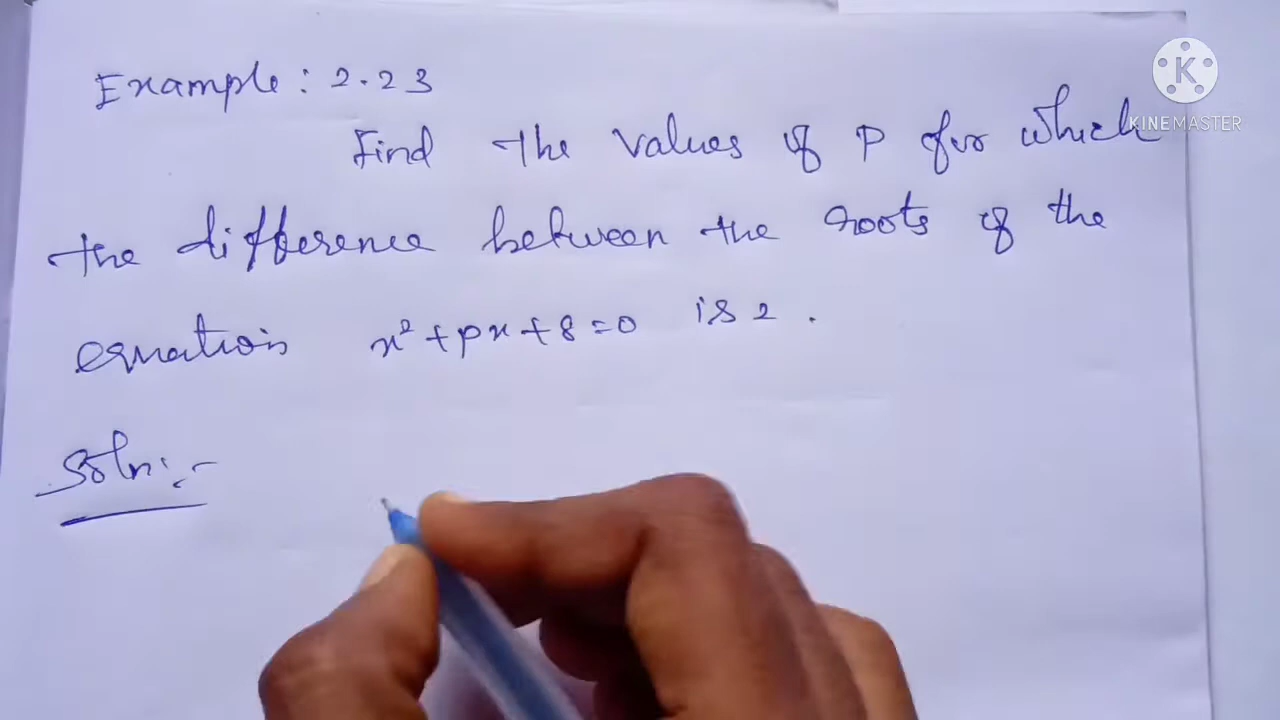 Example: 2.23
Find the values of P for which
the difference between the roots of the
equation x² + px + 8 = 0 is 2.
Soln:-
K
KINEMASTER